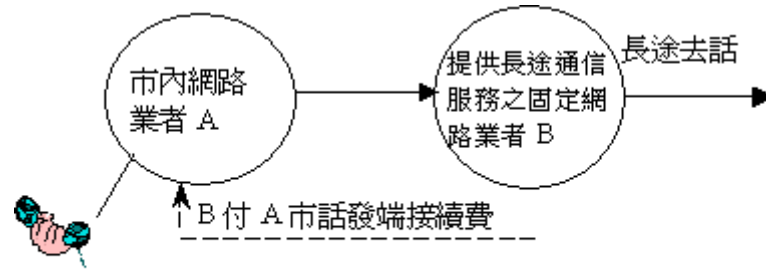 市內網路
業者 A
提供長途通信
服務之固定網
路業者 B
長途去話
B 付 A 市話發端接續費